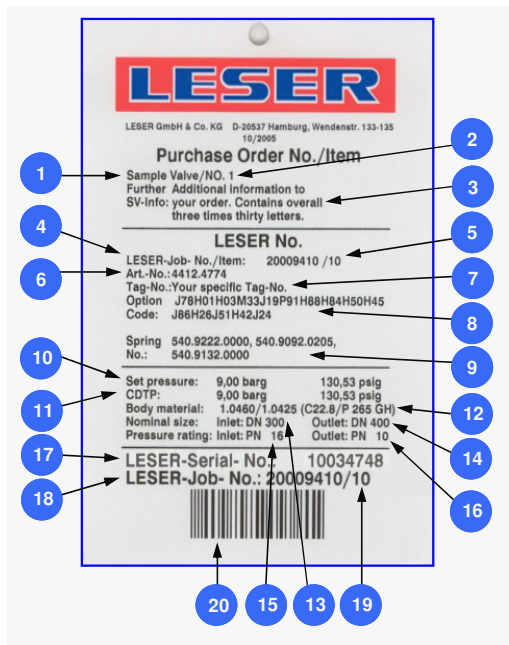 LESER
LESER GmbH & Co. KG D-20537 Hamburg, Wendenstr. 133-135
10/2005
Purchase Order No./Item
Sample Valve/NO. 1
Further Additional information to
SV-Info: your order. Contains overall
three times thirty letters.
LESER No.
LESER-Job- No./Item: 20009410 /10
Art.-No.:4412.4774
Tag-No.:Your specific Tag-No.
Option J78H01H03M33J19P91H88H84H50H45
Code: J86H26J51H42J24
Spring 540.9222.0000, 540.9092.0205,
No.: 540.9132.0000
Set pressure: 9,00 barg 130,53 psig
CDTP: 9,00 barg 130,53 psig
Body material: 1.0460/1.0425 (C22.8/P 265 GH)
Nominal size: Inlet: DN 300 Outlet: DN 400
Pressure rating: Inlet: PN 16 Outlet: PN 10
LESER-Serial- No.: 10034748
LESER-Job- No.: 20009410/10
1
2
3
4
5
6
7
8
9
10
11
12
13
14
15
16
17
18
19
20